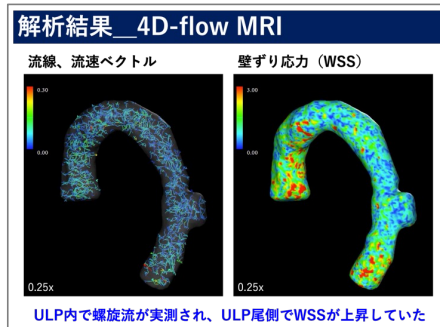 解析結果__4D-flow MRI
流線、流速ベクトル
壁ずり応力（WSS）
0.30
0.00
0.25x
3.00
0.00
0.25x
ULP内で螺旋流が実測され、ULP尾側でWSSが上昇していた